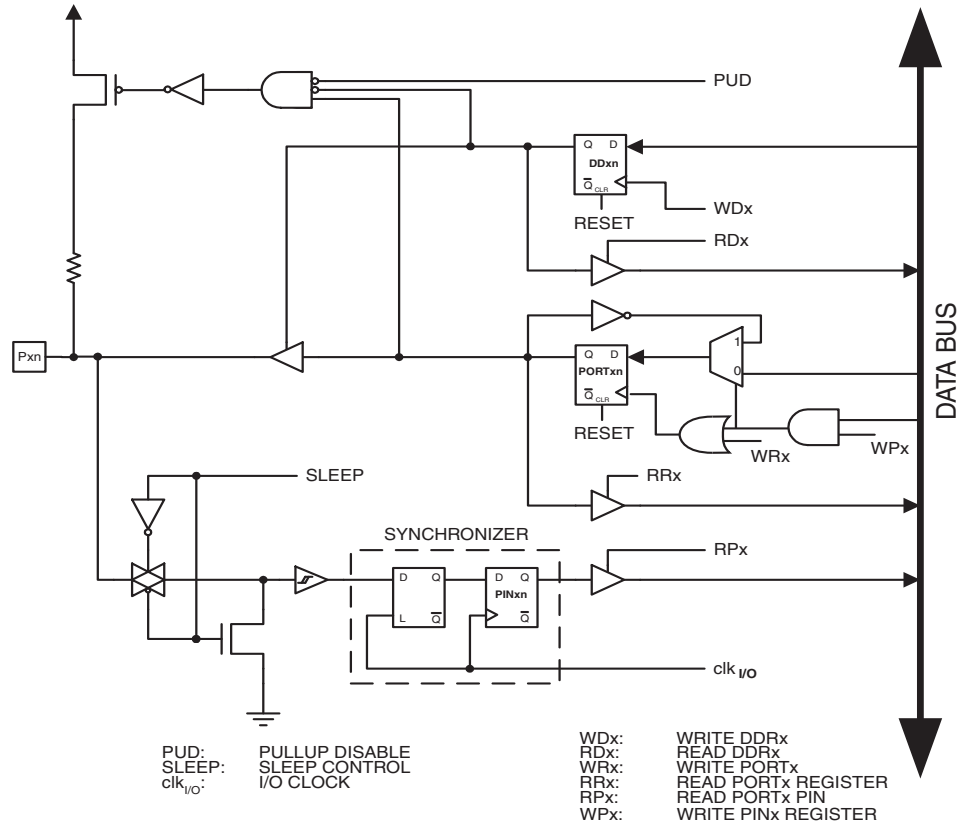 PUD
Q D
DDxn
Q CLR
WDx
RESET
RDx
Pxn
1
Q D
PORTxn
0
Q CLR
DATA BUS
RESET
WRx
WPx
SLEEP
RRx
SYNCHRONIZER
RPx
D Q
D Q
PINxn
L Q
Q
clk I/O
PUD: PULLUP DISABLE
SLEEP: SLEEP CONTROL
clk I/O: I/O CLOCK
WDx: WRITE DDRx
RDx: READ DDRx
WRx: WRITE PORTx
RRx: READ PORTx REGISTER
RPx: READ PORTx PIN
WPx: WRITE PINx REGISTER